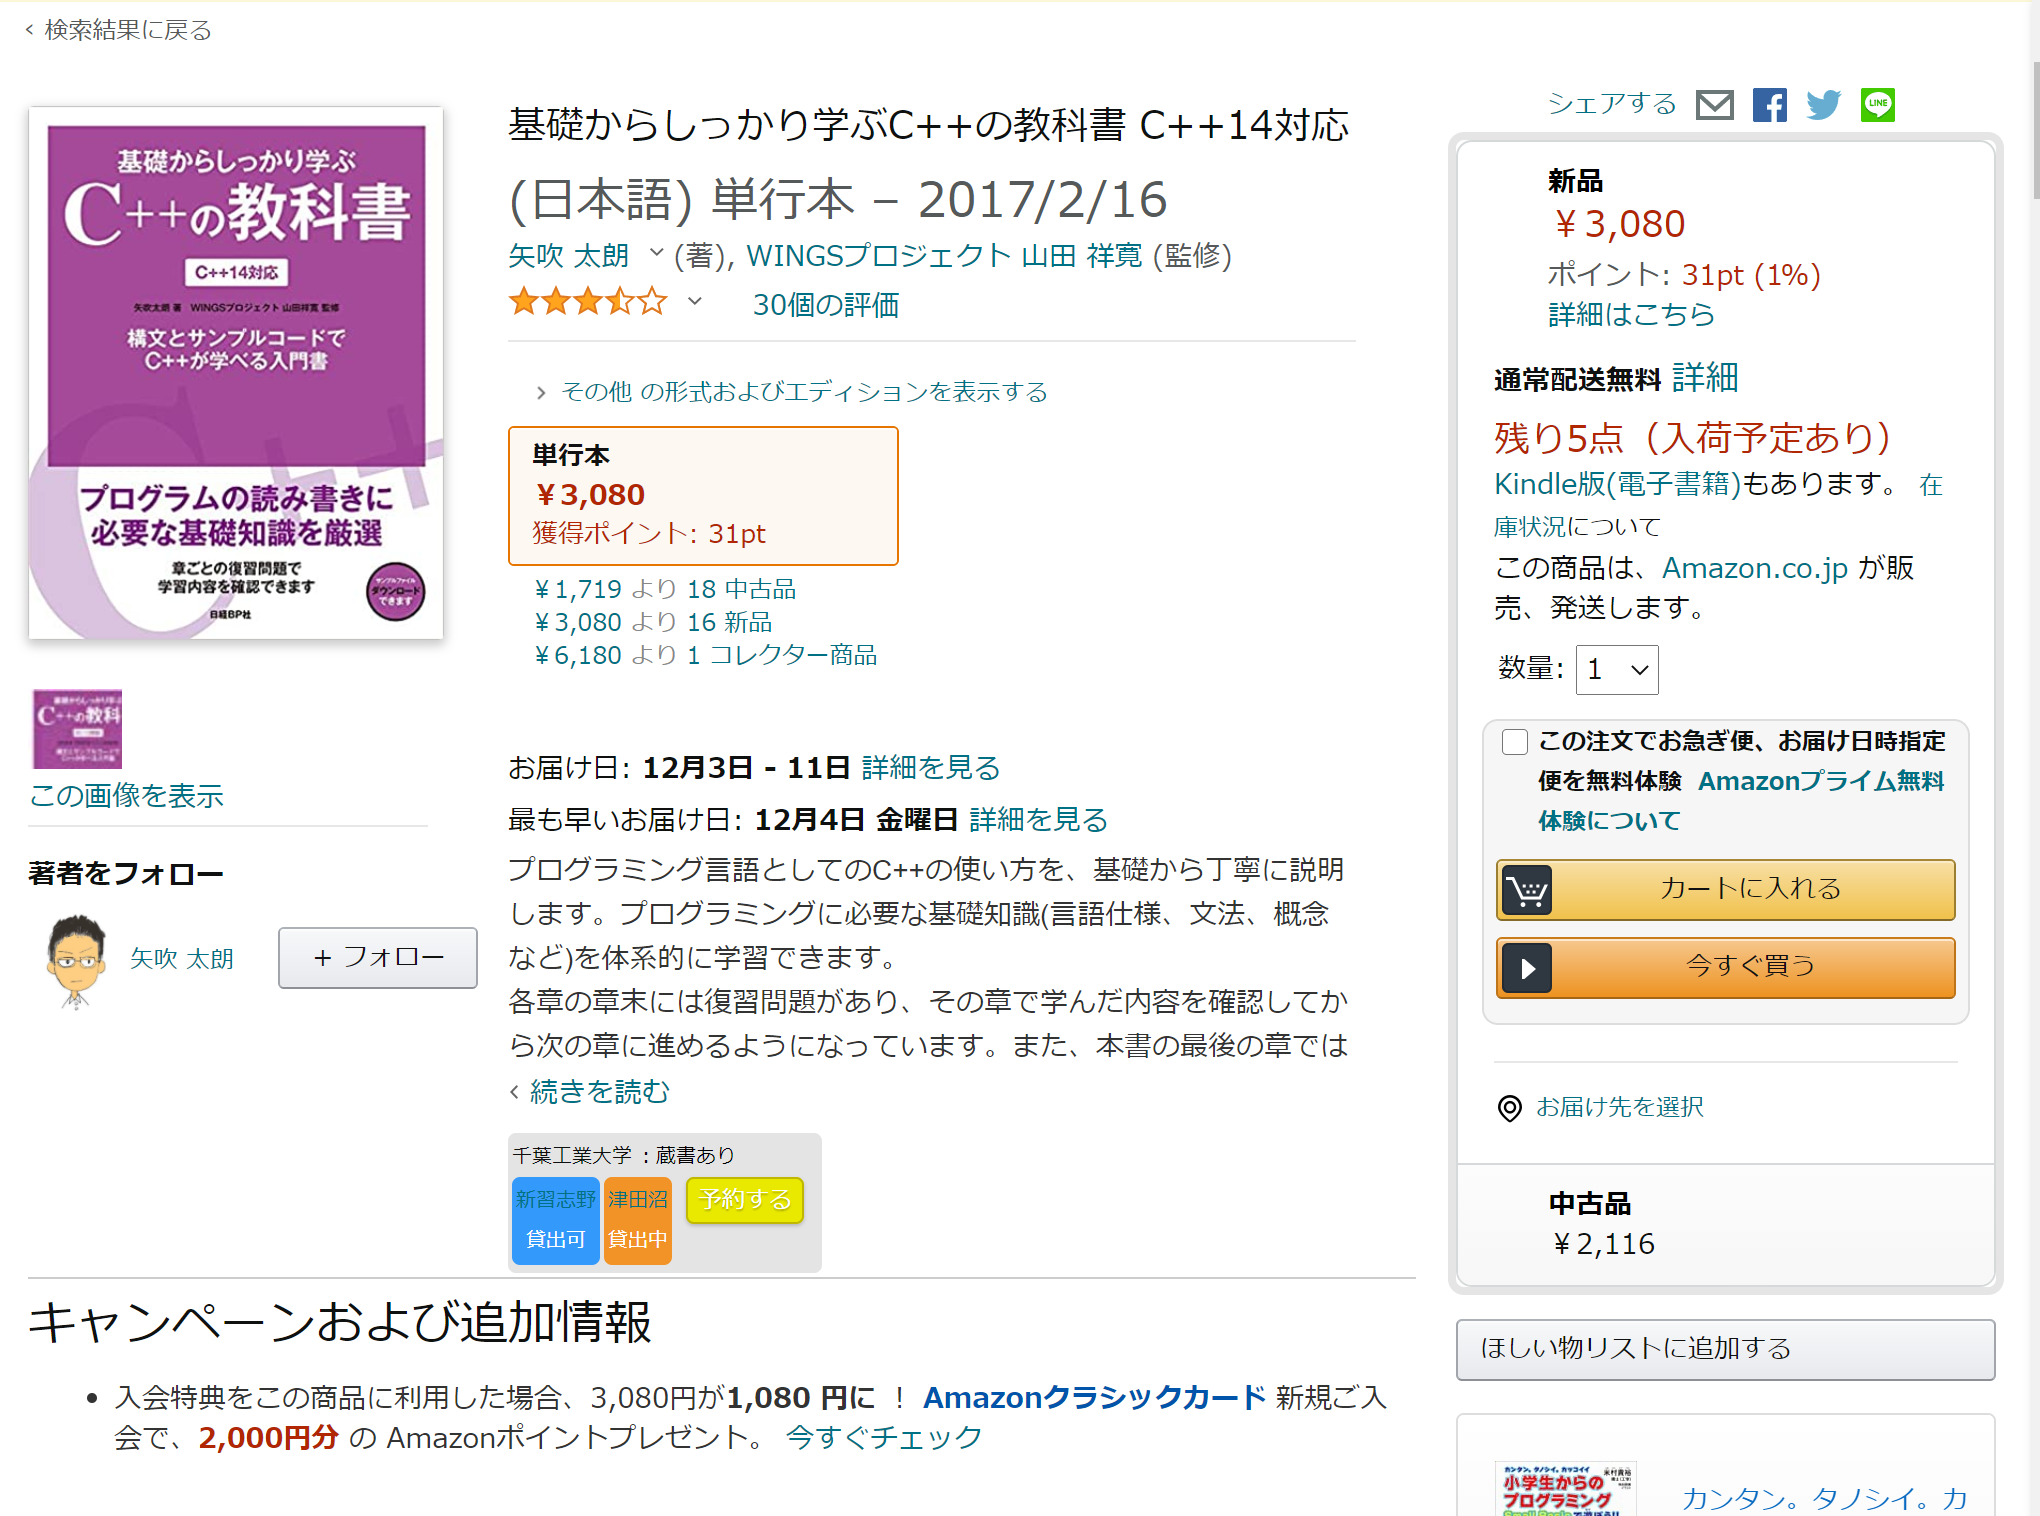 ‹ 検索結果に戻る
基礎からしっかり学ぶ
C++の教科書
C++14対応
矢吹太朗 著 WINGSプロジェクト 山田祥寛 監修
構文とサンプルコードで
C++が学べる入門書
C++
プログラムの読み書きに
必要な基礎知識を厳選
章ごとの復習問題で
学習内容を確認できます
サンプルファイル
ダウンロード
できます
日経BP社
この画像を表示
著者をフォロー
矢吹 太朗
+ フォロー
基礎からしっかり学ぶC++の教科書 C++14対応
(日本語) 単行本 – 2017/2/16
矢吹 太朗 (著), WINGSプロジェクト 山田 祥寛 (監修)
30個の評価
› その他 の形式およびエディションを表示する
単行本
￥3,080
獲得ポイント: 31pt
￥1,719 より 18 中古品
￥3,080 より 16 新品
￥6,180 より 1 コレクター商品
お届け日: 12月3日 - 11日 詳細を見る
最も早いお届け日: 12月4日 金曜日 詳細を見る
プログラミング言語としてのC++の使い方を、基礎から丁寧に説明
します。プログラミングに必要な基礎知識(言語仕様、文法、概念
など)を体系的に学習できます。
各章の章末には復習問題があり、その章で学んだ内容を確認してか
ら次の章に進めるようになっています。また、本書の最後の章では
‹ 続きを読む
千葉工業大学 : 蔵書あり
新習志野 津田沼 予約する
貸出可 貸出中
キャンペーンおよび追加情報
• 入会特典をこの商品に利用した場合、3,080円が1,080 円に ！ Amazonクラシックカード 新規ご入
会で、2,000円分 の Amazonポイントプレゼント。 今すぐチェック
シェアする
LINE
新品
￥3,080
ポイント: 31pt (1%)
詳細はこちら
通常配送無料 詳細
残り5点（入荷予定あり）
Kindle版(電子書籍)もあります。 在
庫状況について
この商品は、Amazon.co.jp が販
売、発送します。
数量: 1
この注文でお急ぎ便、お届け日時指定
便を無料体験 Amazonプライム無料
体験について
カートに入れる
今すぐ買う
お届け先を選択
中古品
￥2,116
ほしい物リストに追加する
カンタン。タノシイ。カッコイイ
小学生からの
プログラミング
カンタン。タノシイ。カ